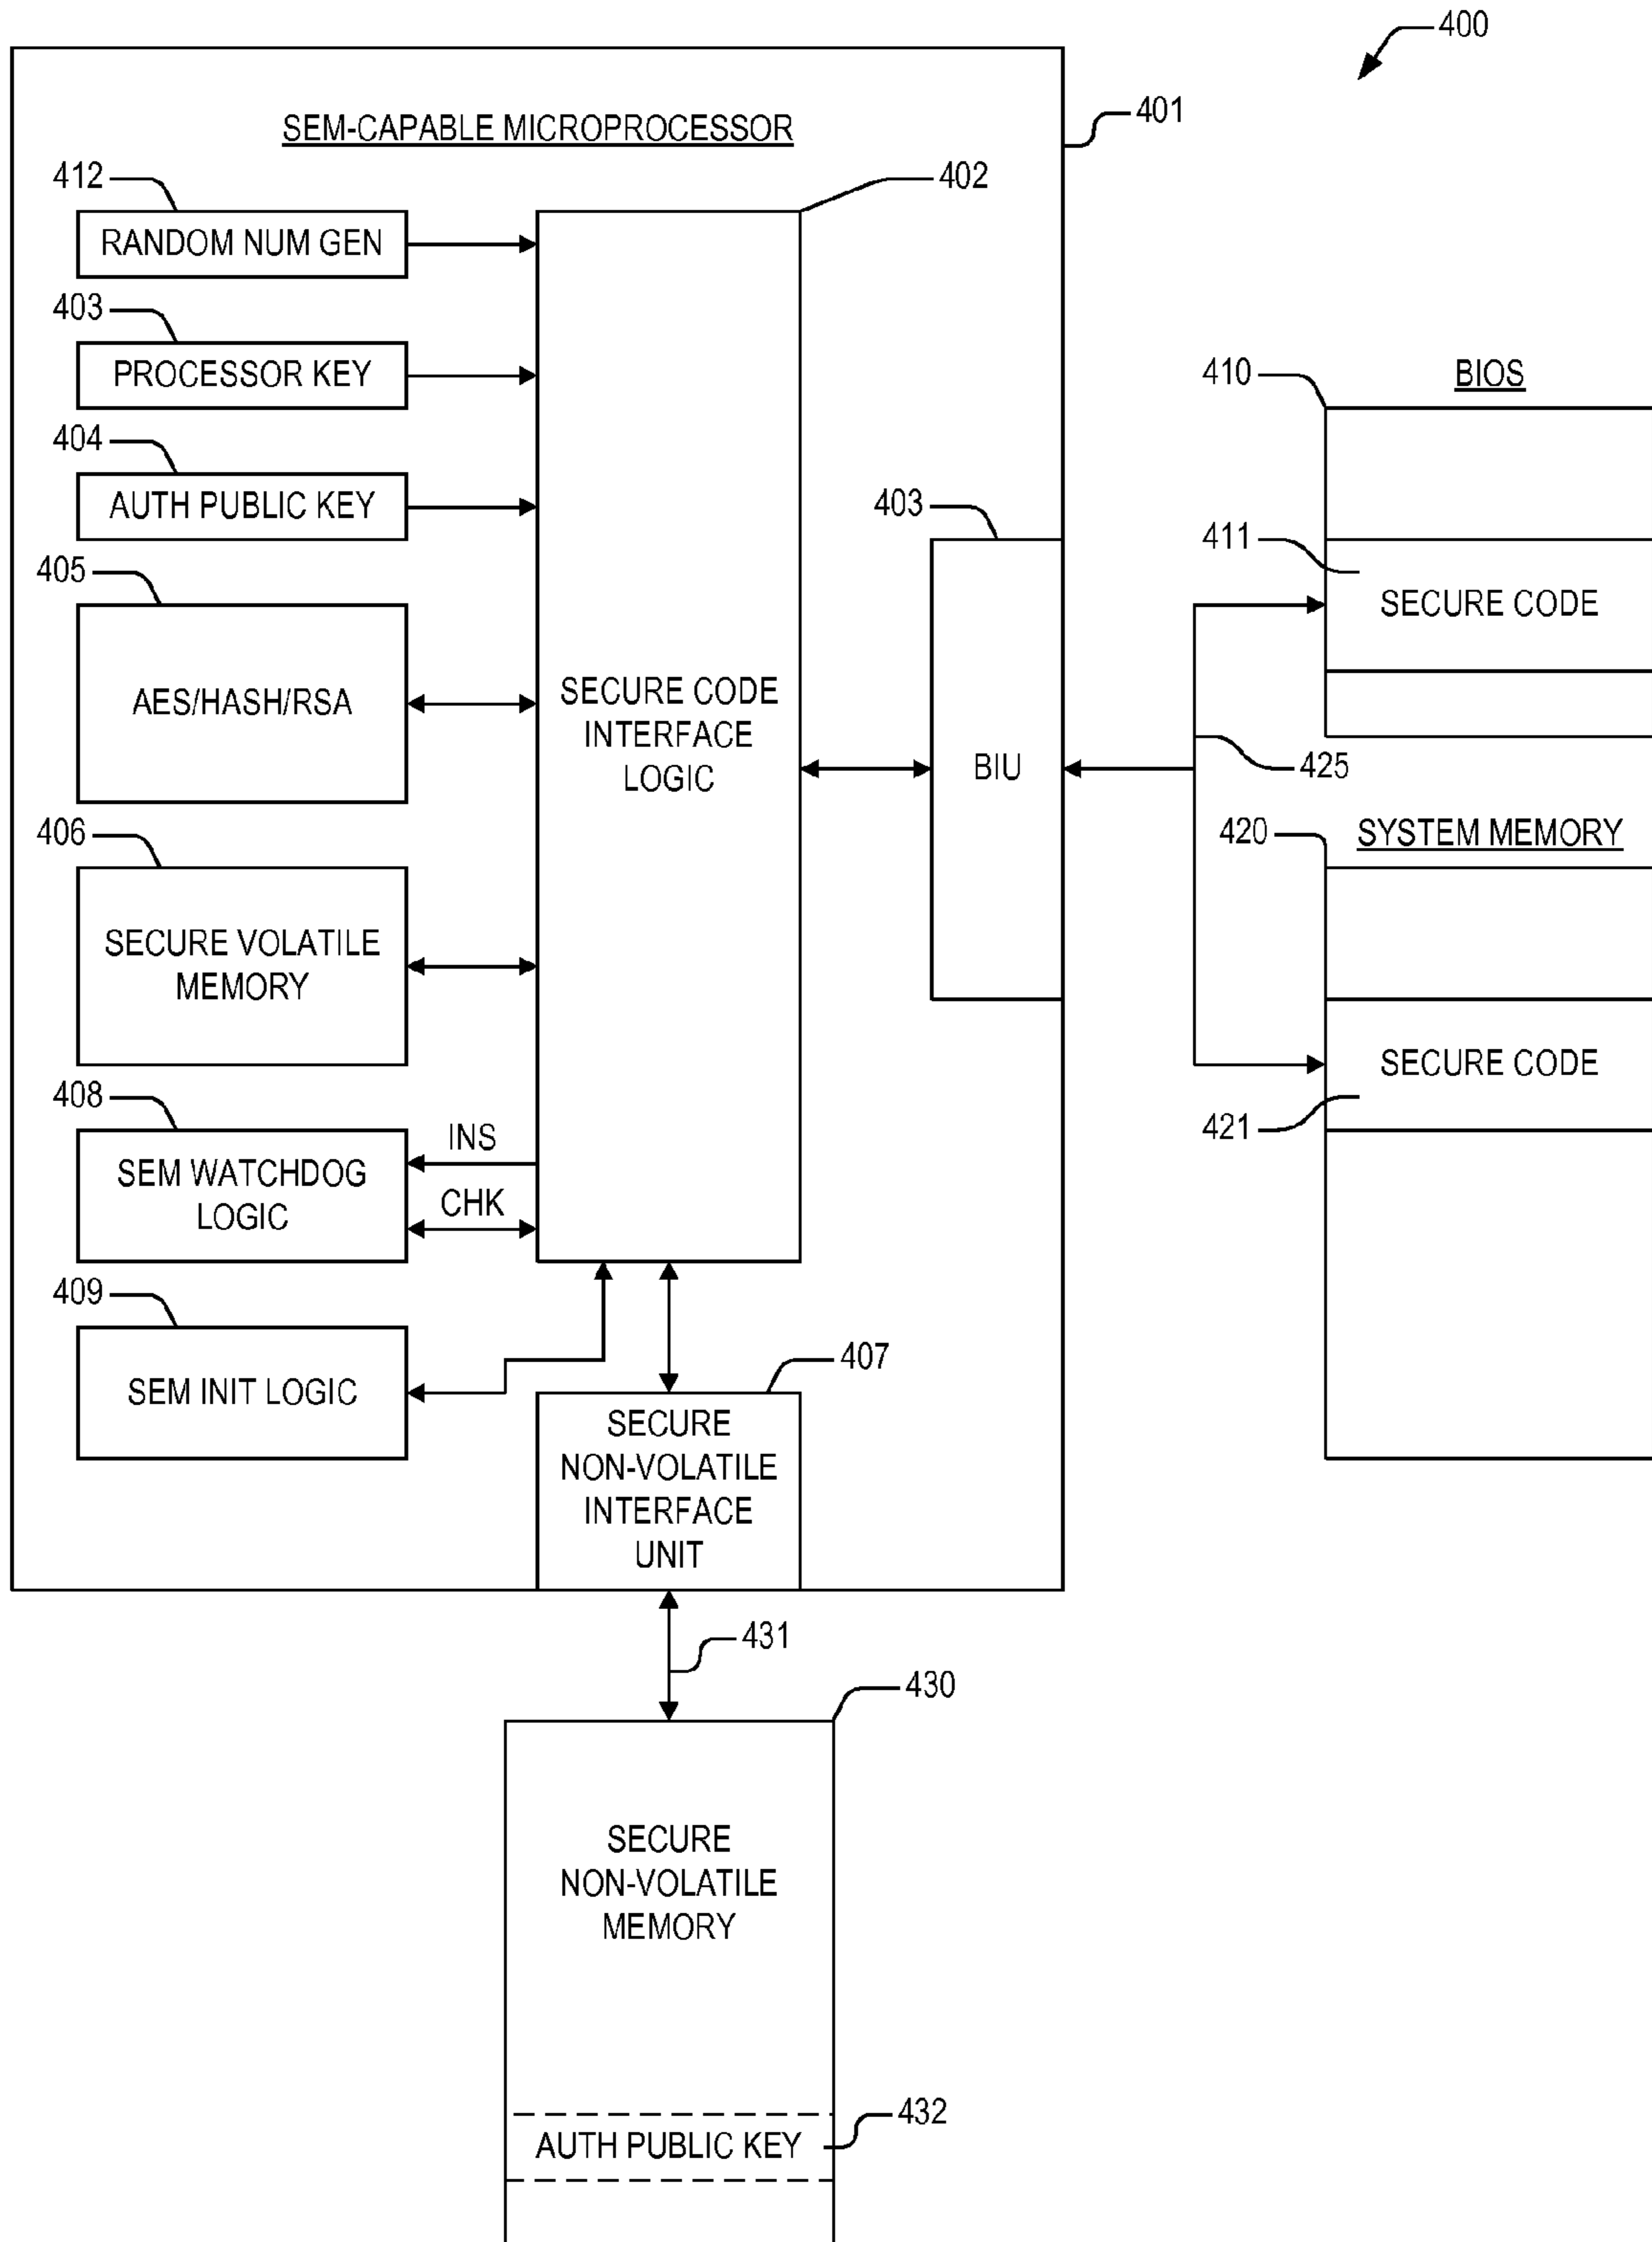 400
SEM-CAPABLE MICROPROCESSOR
401
412
402
RANDOM NUM GEN
403
PROCESSOR KEY
404
AUTH PUBLIC KEY
405
AES/HASH/RSA
406
SECURE VOLATILE
MEMORY
408
INS
SEM WATCHDOG
LOGIC
CHK
409
SEM INIT LOGIC
SECURE CODE
INTERFACE
LOGIC
403
BIU
407
SECURE
NON-VOLATILE
INTERFACE
UNIT
410
BIOS
411
SECURE CODE
425
420
SYSTEM MEMORY
SECURE CODE
421
431
430
SECURE
NON-VOLATILE
MEMORY
432
AUTH PUBLIC KEY